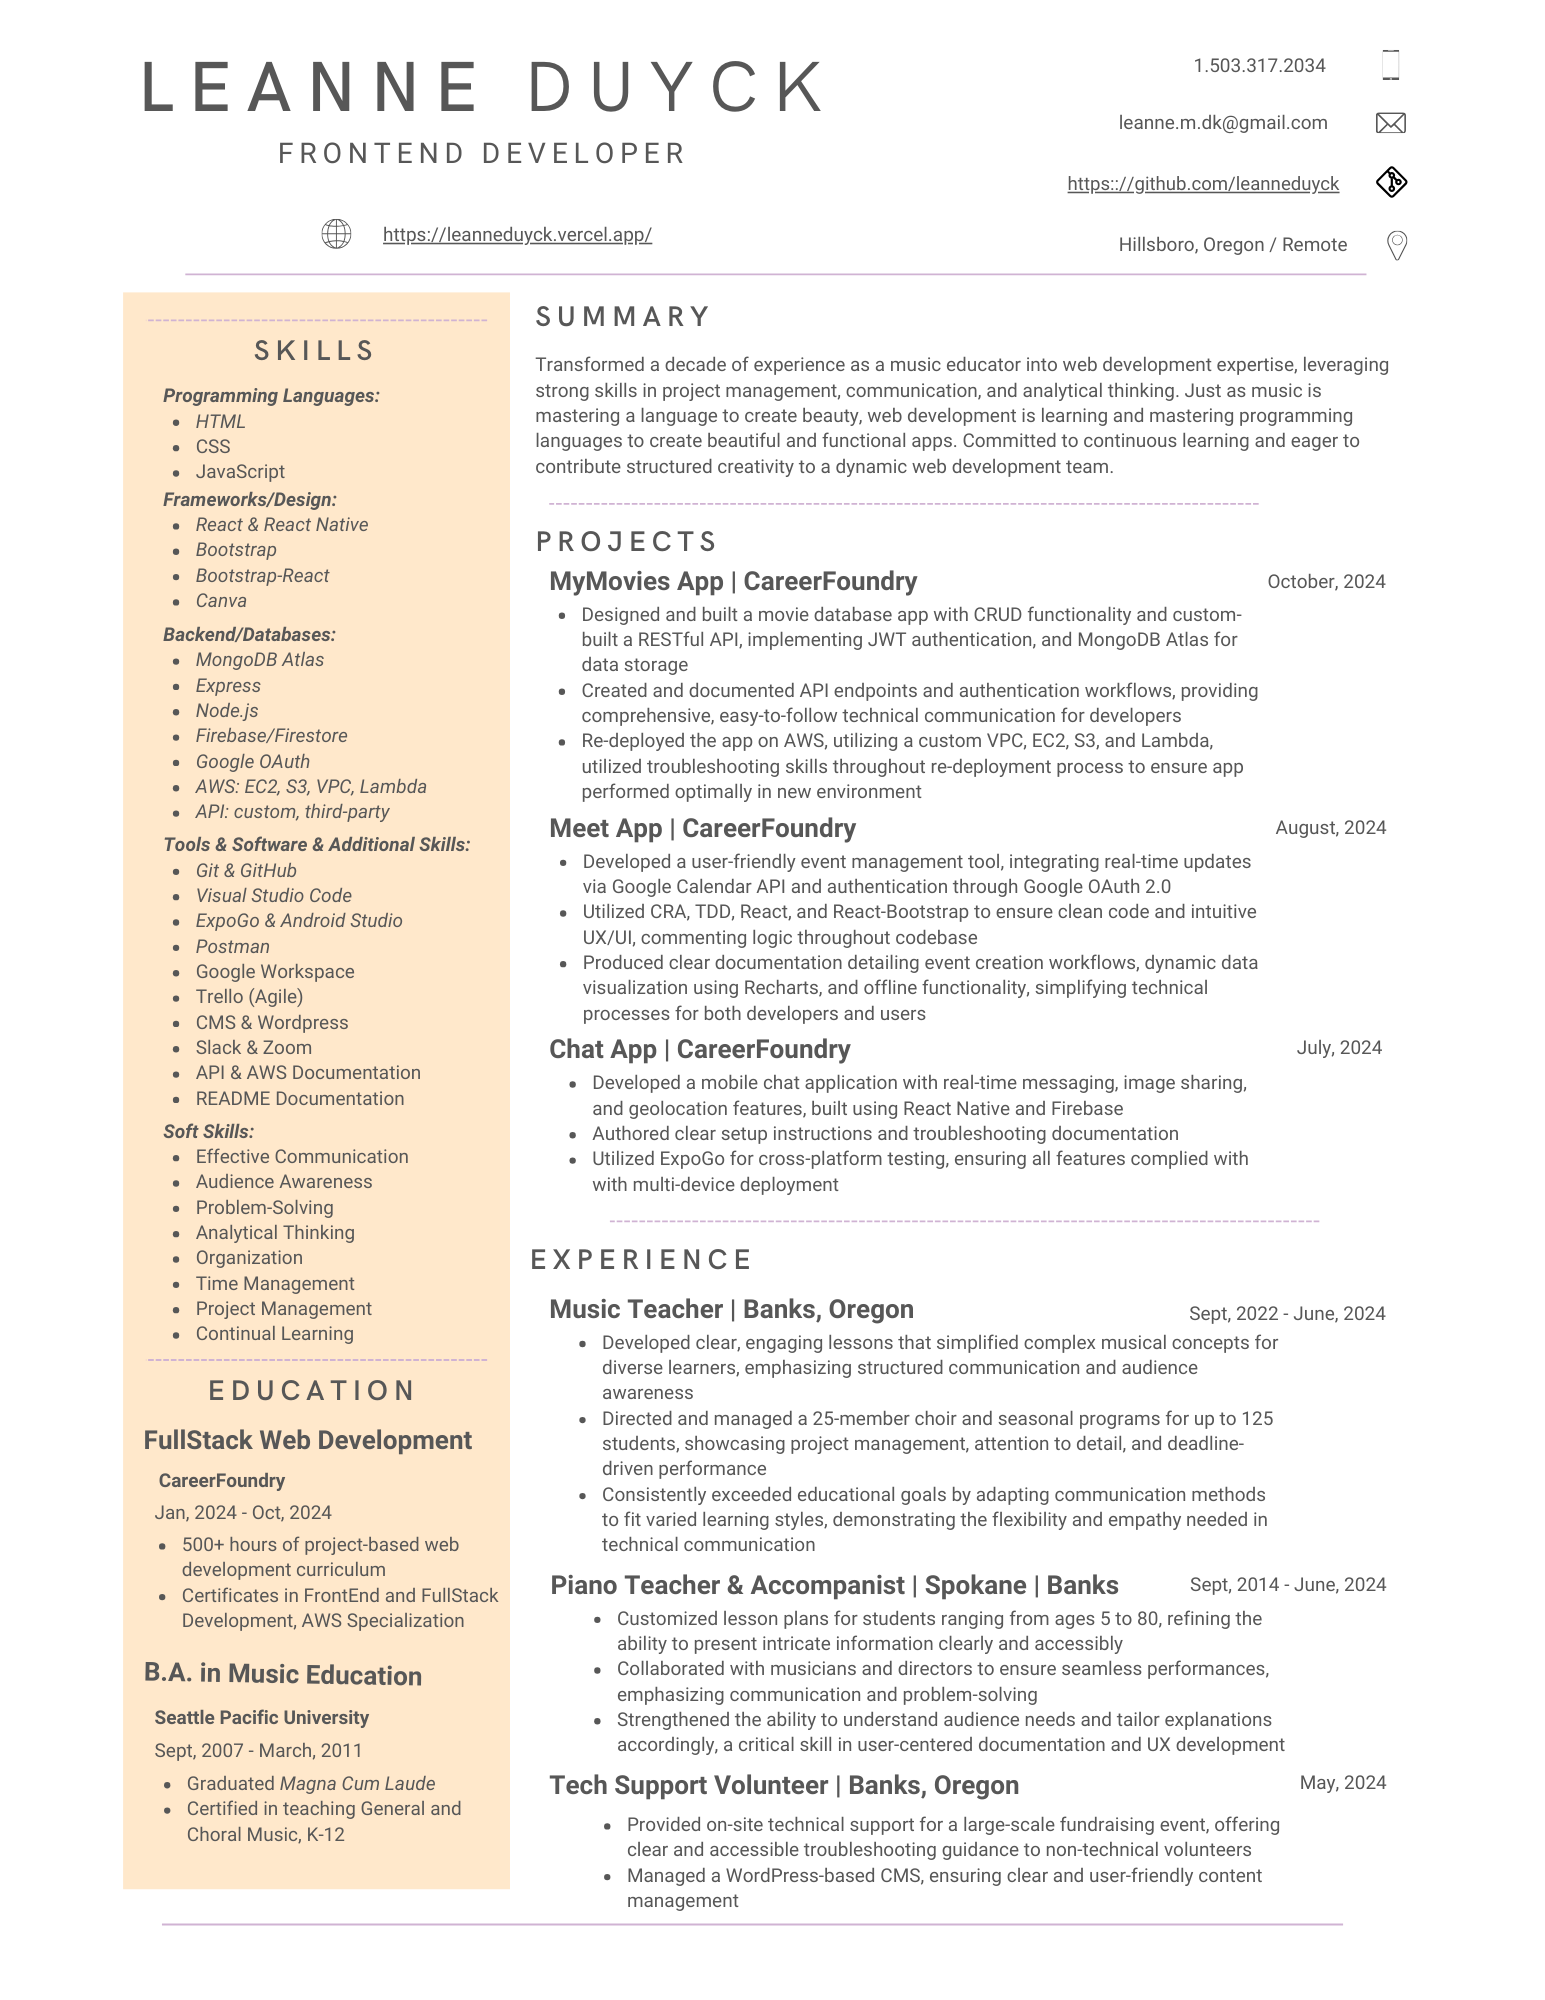 LEANNE DUYCK
FRONTEND DEVELOPER
https://leanneduyck.vercel.app/
1.503.317.2034
leanne.m.dk@gmail.com
https:://github.com/leanneduyck
Hillsboro, Oregon / Remote
SKILLS
Programming Languages:
• HTML
• CSS
• JavaScript
Frameworks/Design:
• React & React Native
• Bootstrap
• Bootstrap-React
• Canva
Backend/Databases:
• MongoDB Atlas
• Express
• Node.js
• Firebase/Firestore
• Google OAuth
• AWS: EC2, S3, VPC, Lambda
• API: custom, third-party
Tools & Software & Additional Skills:
• Git & GitHub
• Visual Studio Code
• ExpoGo & Android Studio
• Postman
• Google Workspace
• Trello (Agile)
• CMS & Wordpress
• Slack & Zoom
• API & AWS Documentation
• README Documentation
Soft Skills:
• Effective Communication
• Audience Awareness
• Problem-Solving
• Analytical Thinking
• Organization
• Time Management
• Project Management
• Continual Learning
EDUCATION
FullStack Web Development
CareerFoundry
Jan, 2024 - Oct, 2024
• 500+ hours of project-based web
development curriculum
• Certificates in FrontEnd and FullStack
Development, AWS Specialization
B.A. in Music Education
Seattle Pacific University
Sept, 2007 - March, 2011
• Graduated Magna Cum Laude
• Certified in teaching General and
Choral Music, K-12
SUMMARY
Transformed a decade of experience as a music educator into web development expertise, leveraging
strong skills in project management, communication, and analytical thinking. Just as music is
mastering a language to create beauty, web development is learning and mastering programming
languages to create beautiful and functional apps. Committed to continuous learning and eager to
contribute structured creativity to a dynamic web development team.
PROJECTS
MyMovies App | CareerFoundry October, 2024
• Designed and built a movie database app with CRUD functionality and custom-
built a RESTful API, implementing JWT authentication, and MongoDB Atlas for
data storage
• Created and documented API endpoints and authentication workflows, providing
comprehensive, easy-to-follow technical communication for developers
• Re-deployed the app on AWS, utilizing a custom VPC, EC2, S3, and Lambda,
utilized troubleshooting skills throughout re-deployment process to ensure app
performed optimally in new environment
Meet App | CareerFoundry August, 2024
• Developed a user-friendly event management tool, integrating real-time updates
via Google Calendar API and authentication through Google OAuth 2.0
• Utilized CRA, TDD, React, and React-Bootstrap to ensure clean code and intuitive
UX/UI, commenting logic throughout codebase
• Produced clear documentation detailing event creation workflows, dynamic data
visualization using Recharts, and offline functionality, simplifying technical
processes for both developers and users
Chat App | CareerFoundry July, 2024
• Developed a mobile chat application with real-time messaging, image sharing,
and geolocation features, built using React Native and Firebase
• Authored clear setup instructions and troubleshooting documentation
• Utilized ExpoGo for cross-platform testing, ensuring all features complied with
with multi-device deployment
EXPERIENCE
Music Teacher | Banks, Oregon Sept, 2022 - June, 2024
• Developed clear, engaging lessons that simplified complex musical concepts for
diverse learners, emphasizing structured communication and audience
awareness
• Directed and managed a 25-member choir and seasonal programs for up to 125
students, showcasing project management, attention to detail, and deadline-
driven performance
• Consistently exceeded educational goals by adapting communication methods
to fit varied learning styles, demonstrating the flexibility and empathy needed in
technical communication
Piano Teacher & Accompanist | Spokane | Banks Sept, 2014 - June, 2024
• Customized lesson plans for students ranging from ages 5 to 80, refining the
ability to present intricate information clearly and accessibly
• Collaborated with musicians and directors to ensure seamless performances,
emphasizing communication and problem-solving
• Strengthened the ability to understand audience needs and tailor explanations
accordingly, a critical skill in user-centered documentation and UX development
Tech Support Volunteer | Banks, Oregon May, 2024
• Provided on-site technical support for a large-scale fundraising event, offering
clear and accessible troubleshooting guidance to non-technical volunteers
• Managed a WordPress-based CMS, ensuring clear and user-friendly content
management